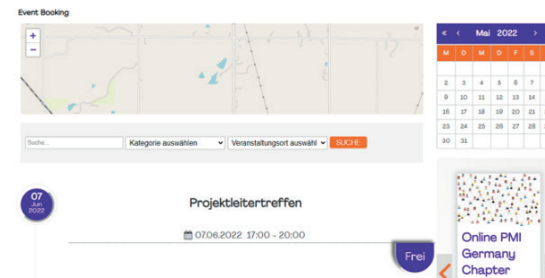 Event Booking
+
−
Suche...
Kategorie auswählen
Veranstaltungsort auswähl
SUCHE
07
Jun
2022
Projektleitertreffen
07.06.2022 17:00 - 20:00
Frei
« ‹ Mai 2022 ›
M D M D F S
2 3 4 5 6 7
9 10 11 12 13 14
16 17 18 19 20 21
23 24 25 26 27 28
30 31
Online PMI
Germany
Chapter